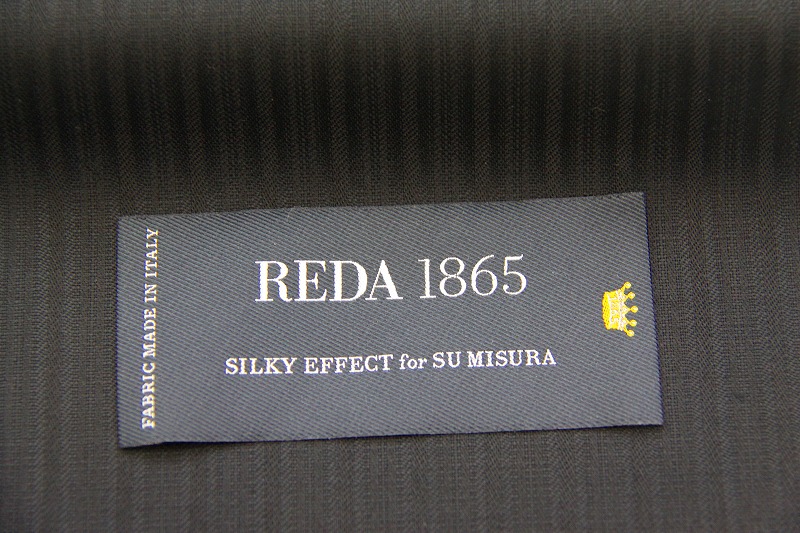 FABRIC MADE IN ITALY
REDA 1865
SILKY EFFECT for SU MISURA